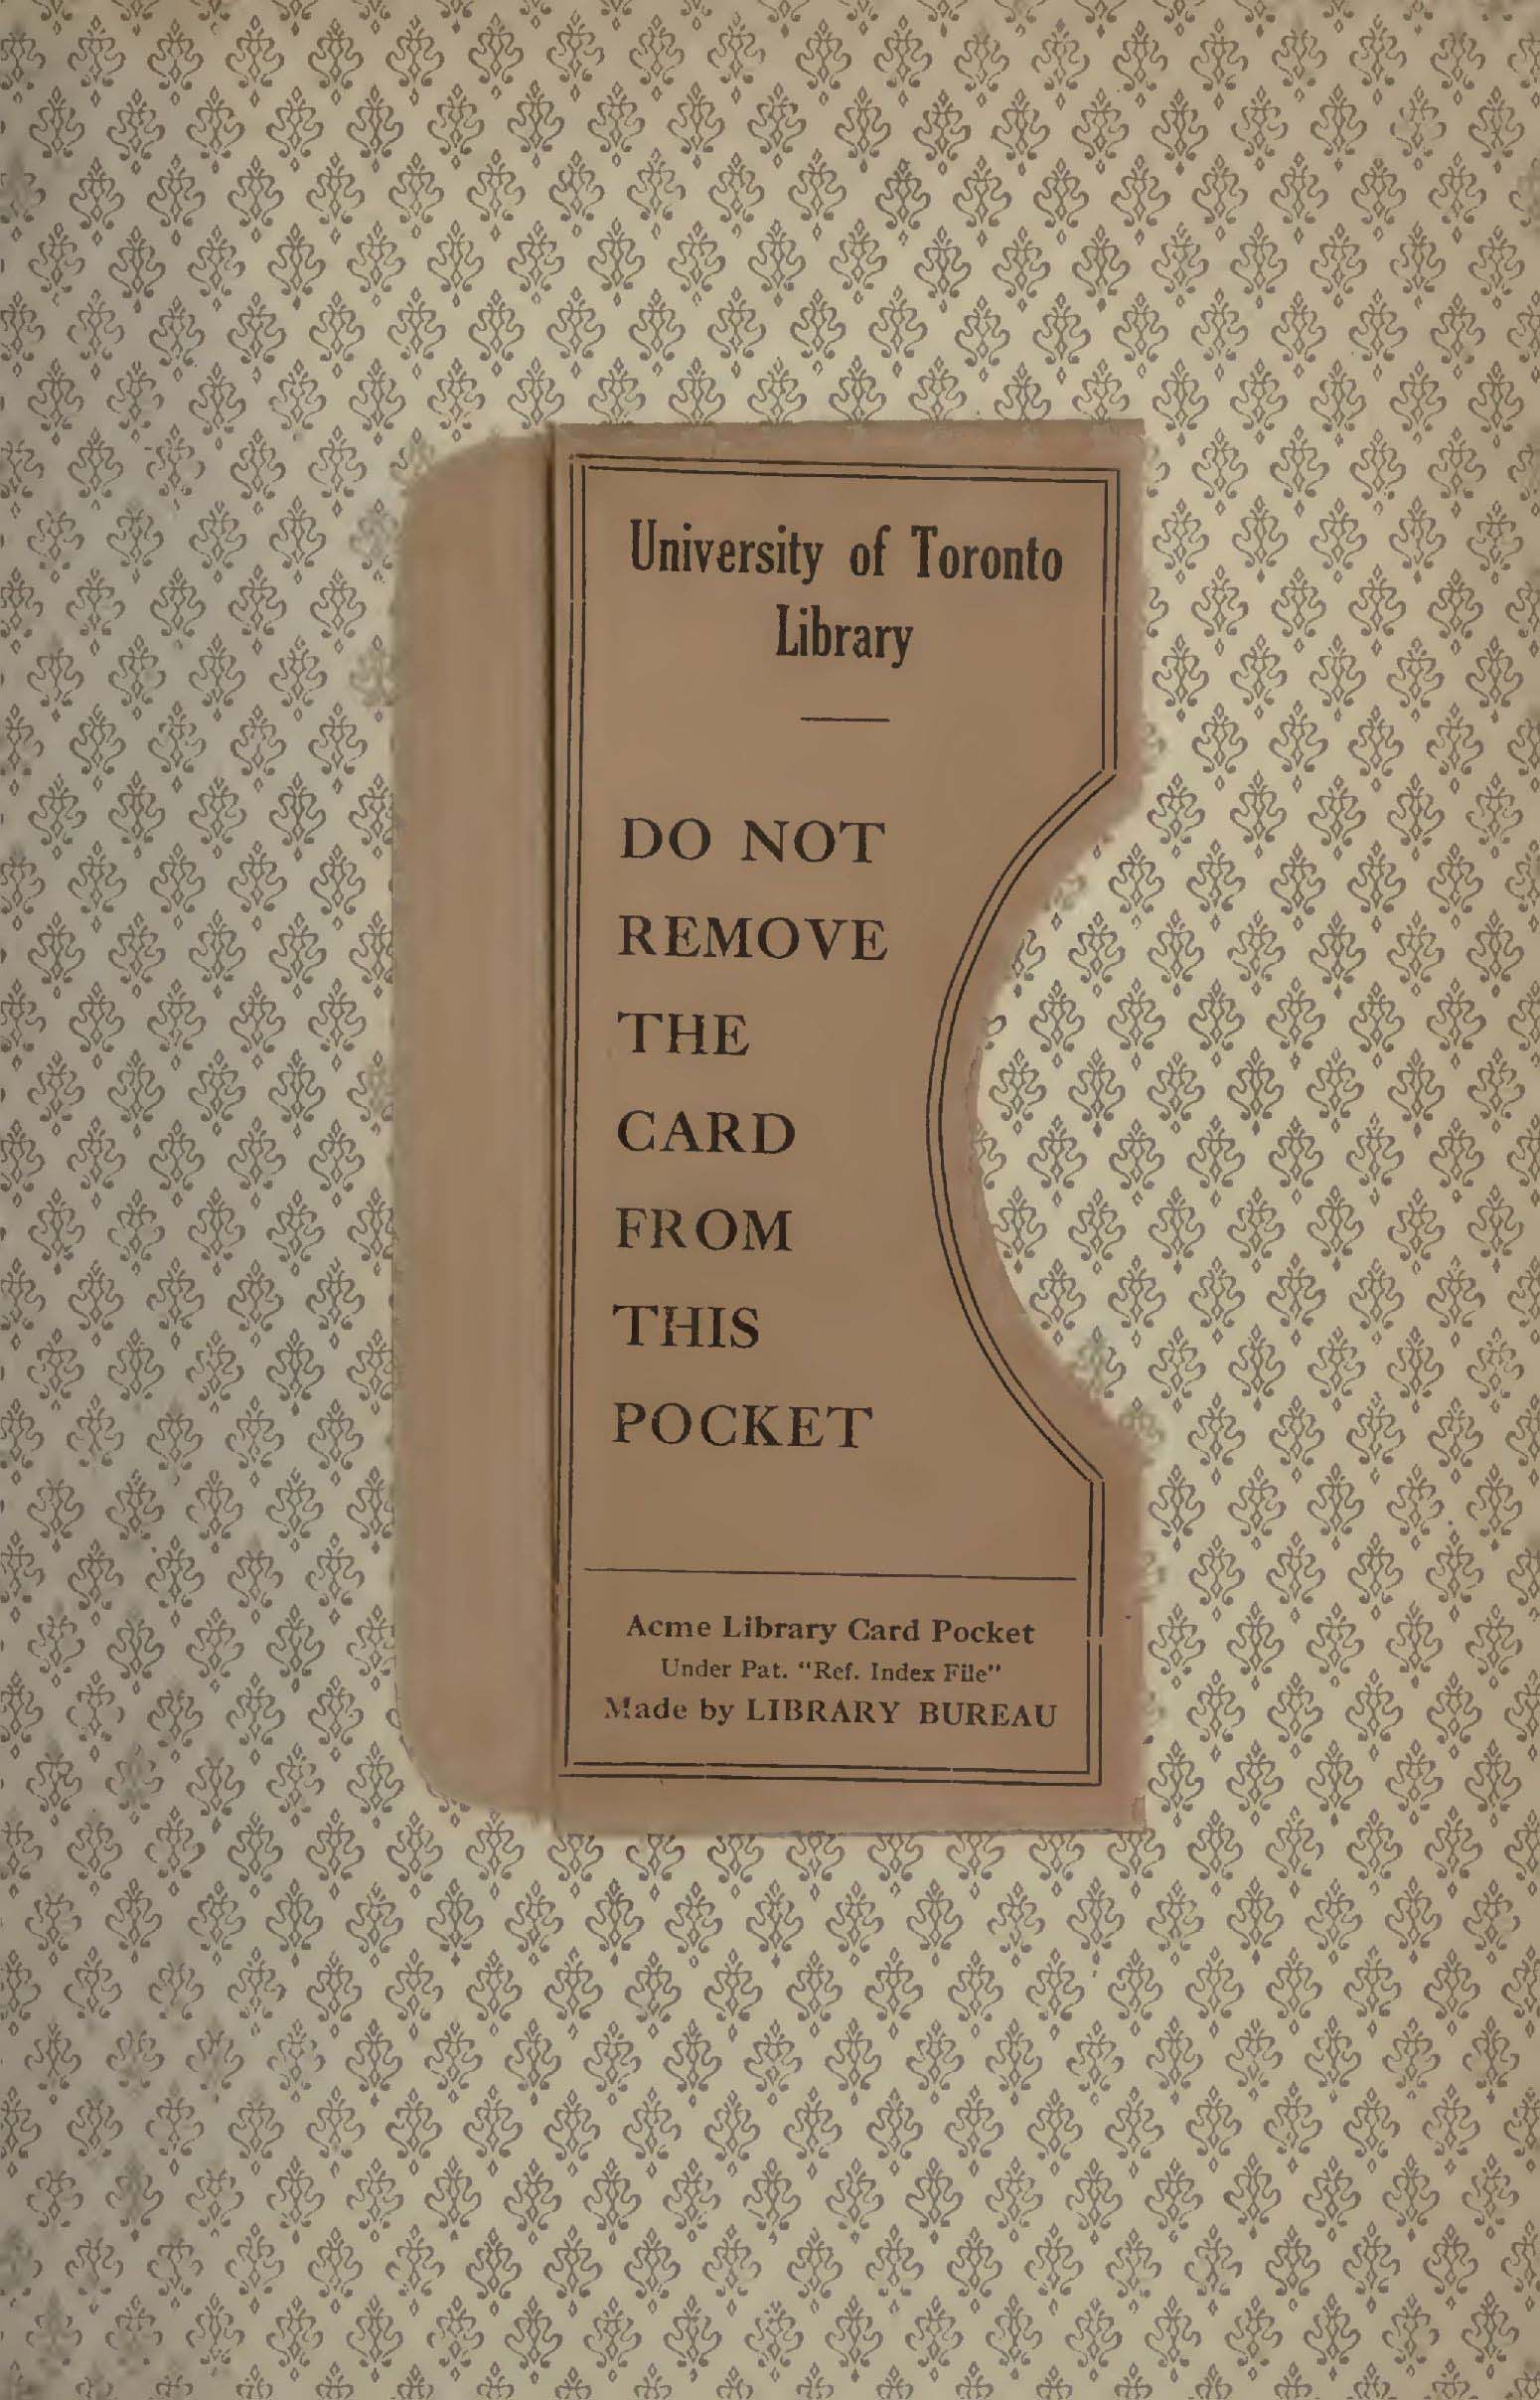 University of Toronto
Library
DO NOT
REMOVE
THE
CARD
FROM
THIS
POCKET
Acme Library Card Pocket
Under Pat. "Ref. Index File"
Made by LIBRARY BUREAU